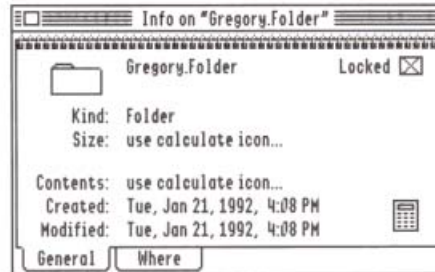 Info on "Gregory.Folder"
Gregory.Folder Locked
Kind: Folder
Size: use calculate icon...
Contents: use calculate icon...
Created: Tue, Jan 21, 1992, 4:08 PM
Modified: Tue, Jan 21, 1992, 4:08 PM
General Where